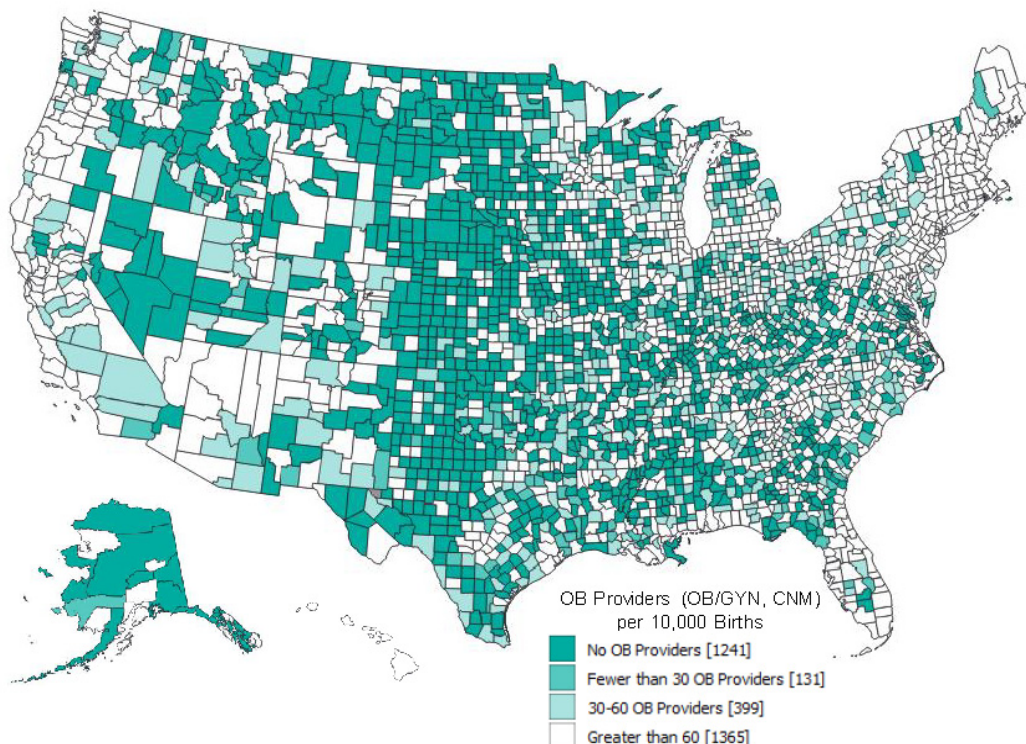 OB Providers (OB/GYN, CNM)
per 10,000 Births
No OB Providers [1241]
Fewer than 30 OB Providers [131]
30-60 OB Providers [399]
Greater than 60 [1365]